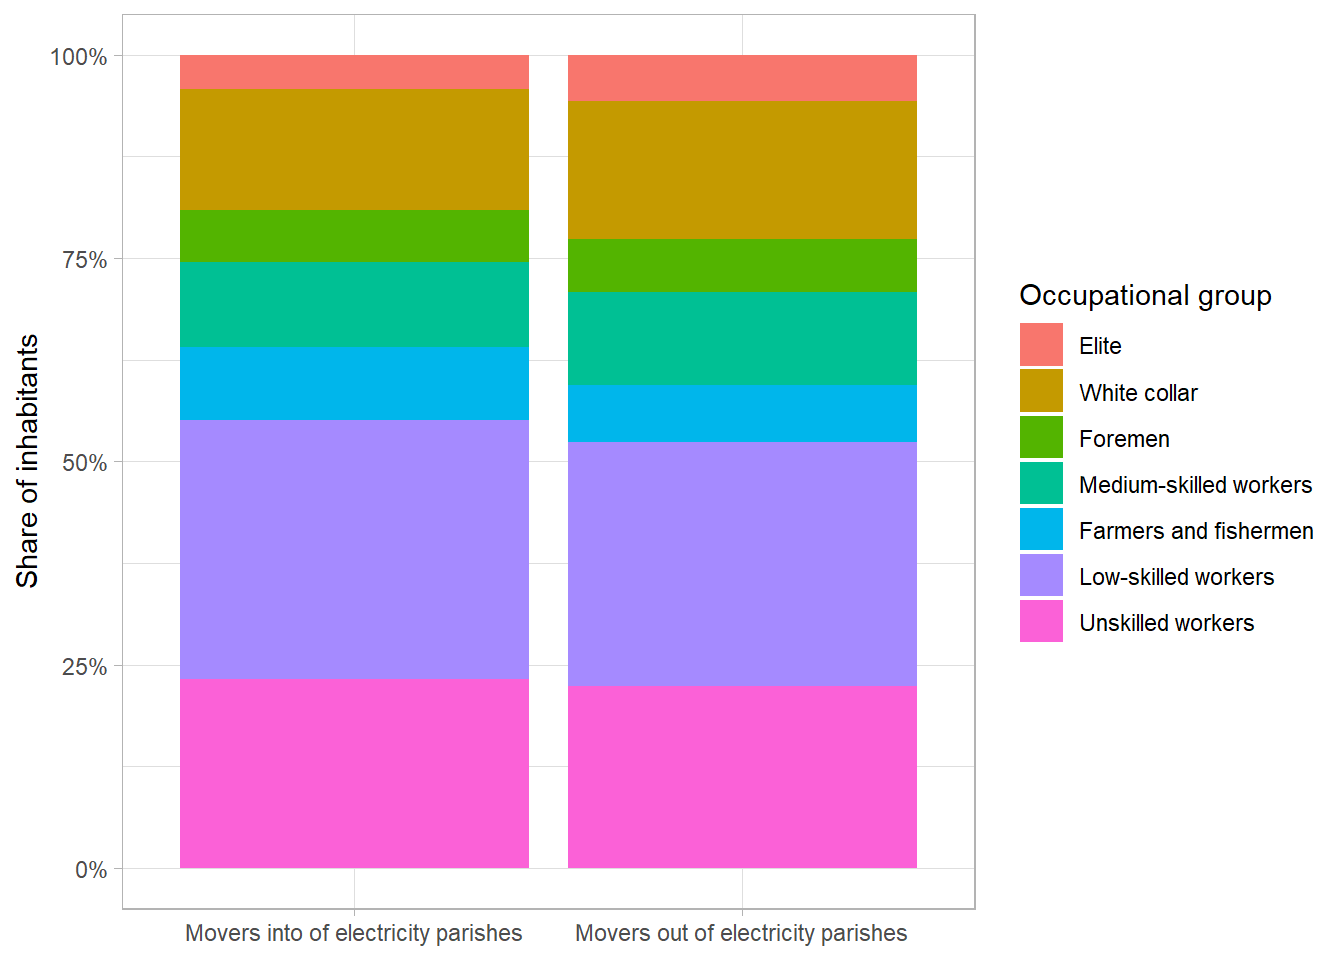 Share of inhabitants
100%
75%
50%
25%
0%
Movers into of electricity parishes
Movers out of electricity parishes
Occupational group
Elite
White collar
Foremen
Medium-skilled workers
Farmers and fishermen
Low-skilled workers
Unskilled workers